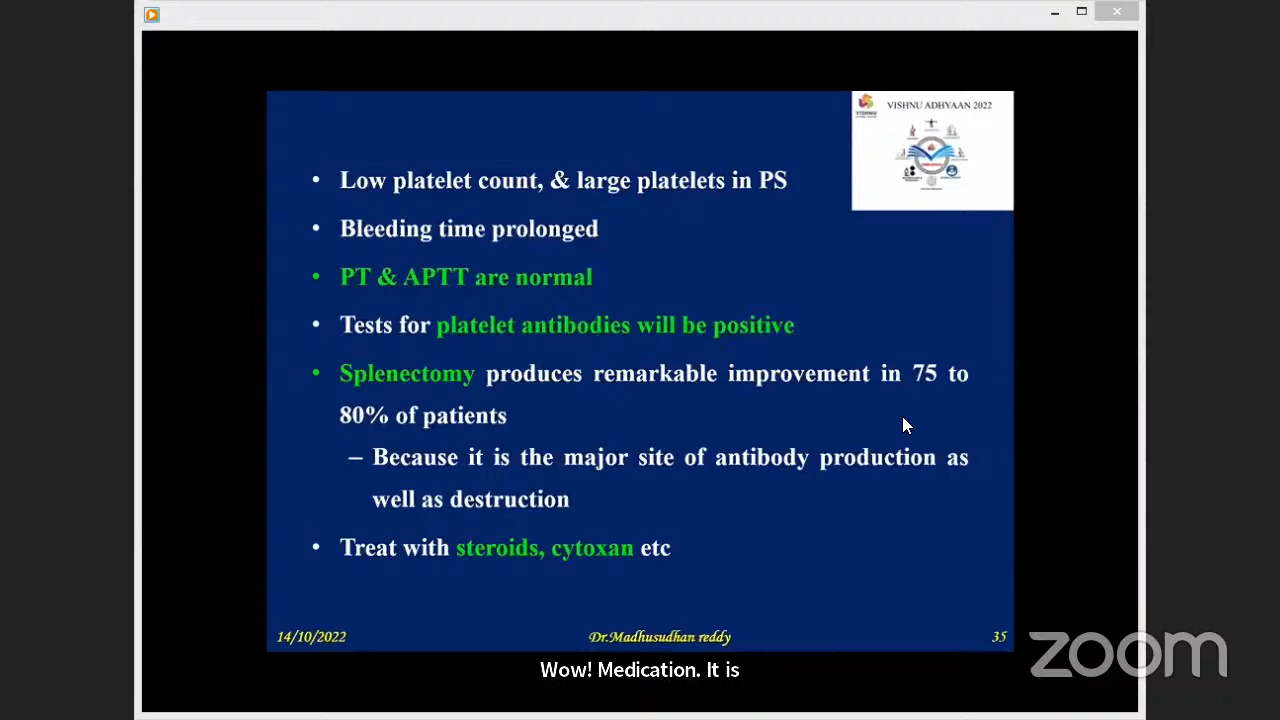 VISHNU ADHYAAN 2022
VISHNU
• Low platelet count, & large platelets in PS
• Bleeding time prolonged
• PT & APTT are normal
• Tests for platelet antibodies will be positive
• Splenectomy produces remarkable improvement in 75 to
80% of patients
– Because it is the major site of antibody production as
well as destruction
• Treat with steroids, cytoxan etc
14/10/2022 Dr.Madhusudhan reddy 35
Wow! Medication. It is
zoom